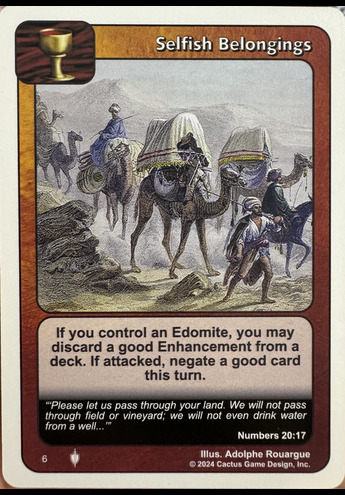 Selfish Belongings
If you control an Edomite, you may
discard a good Enhancement from a
deck. If attacked, negate a good card
this turn.
"‘Please let us pass through your land. We will not
pass through field or vineyard; we will not even drink water
from a well...’"
Numbers 20:17
Illus. Adolphe Rouargue
6
© 2024 Cactus Game Design, Inc.